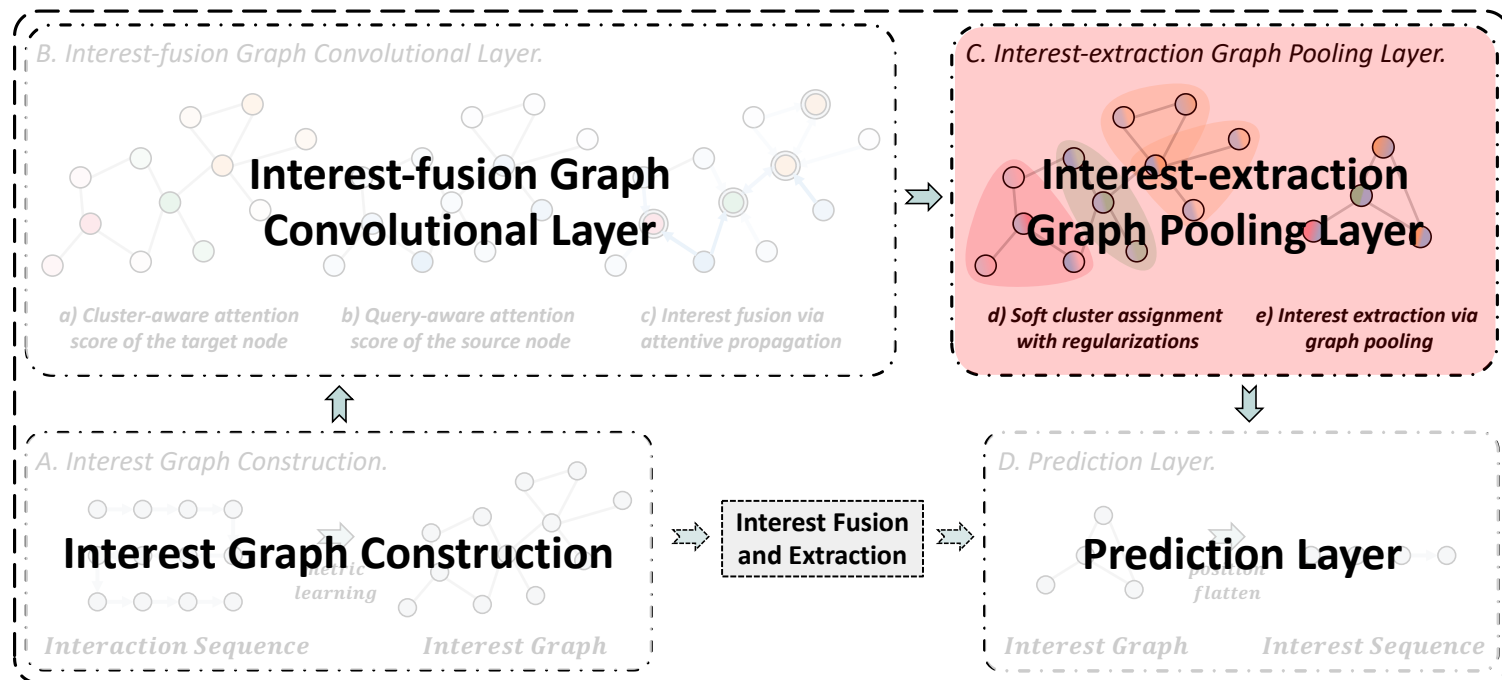 B. Interest-fusion Graph Convolutional Layer.
Interest-fusion Graph
Convolutional Layer
a) Cluster-aware attention
score of the target node
b) Query-aware attention
score of the source node
c) Interest fusion via
attentive propagation
C. Interest-extraction Graph Pooling Layer.
Interest-extraction
Graph Pooling Layer
d) Soft cluster assignment
with regularizations
e) Interest extraction via
graph pooling
A. Interest Graph Construction.
Interest Graph Construction
metric
learning
Interaction Sequence
Interest Graph
Interest Fusion
and Extraction
D. Prediction Layer.
Prediction Layer
position
flatten
Interest Graph
Interest Sequence